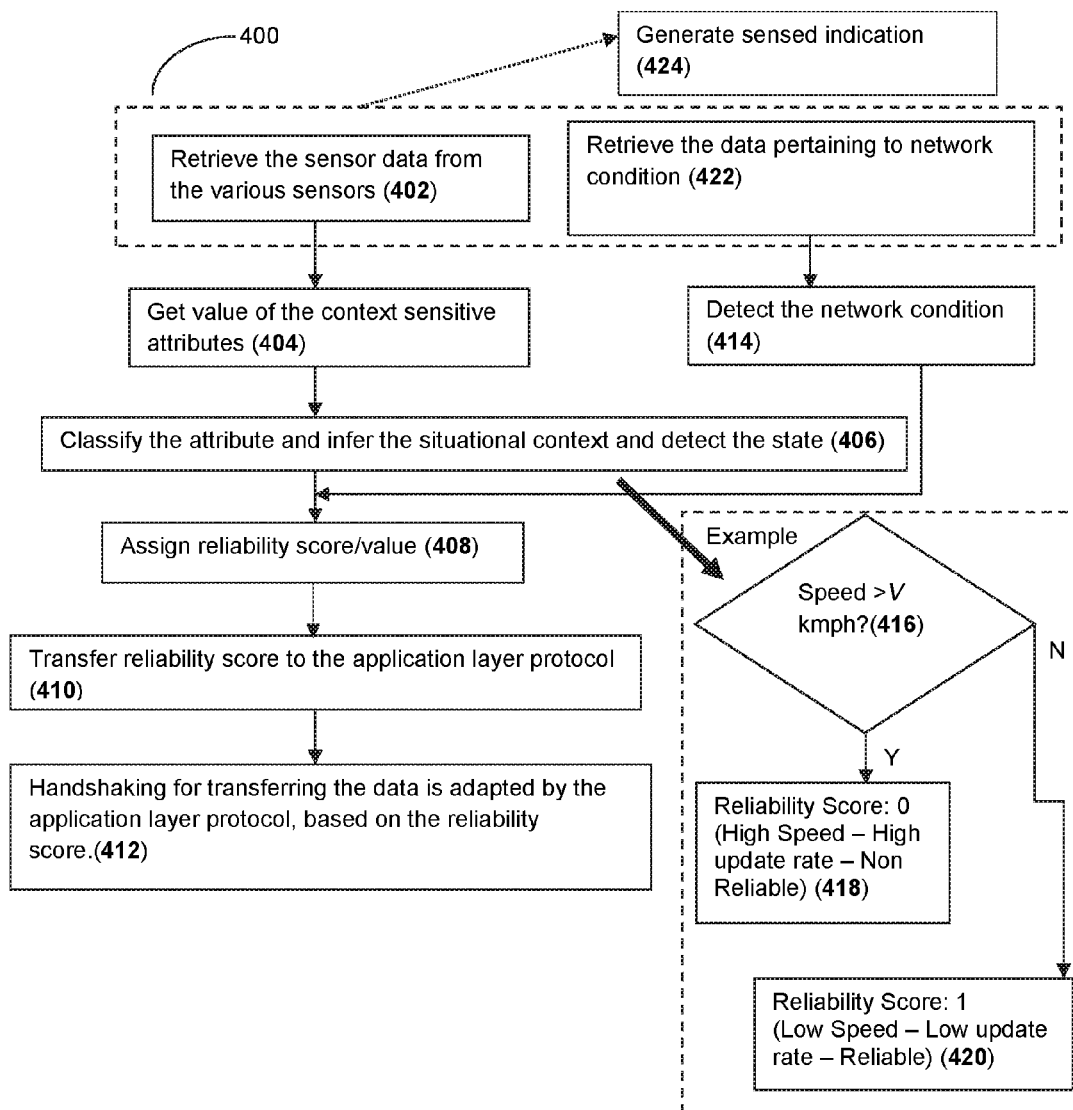 400
Generate sensed indication
(424)
Retrieve the sensor data from
the various sensors (402)
Retrieve the data pertaining to network
condition (422)
Get value of the context sensitive
attributes (404)
Detect the network condition
(414)
Classify the attribute and infer the situational context and detect the state (406)
Assign reliability score/value (408)
Example
Speed >V
kmph?(416)
N
Transfer reliability score to the application layer protocol
(410)
Y
Handshaking for transferring the data is adapted by the
application layer protocol, based on the reliability
score.(412)
Reliability Score: 0
(High Speed – High
update rate – Non
Reliable) (418)
Reliability Score: 1
(Low Speed – Low update
rate – Reliable) (420)